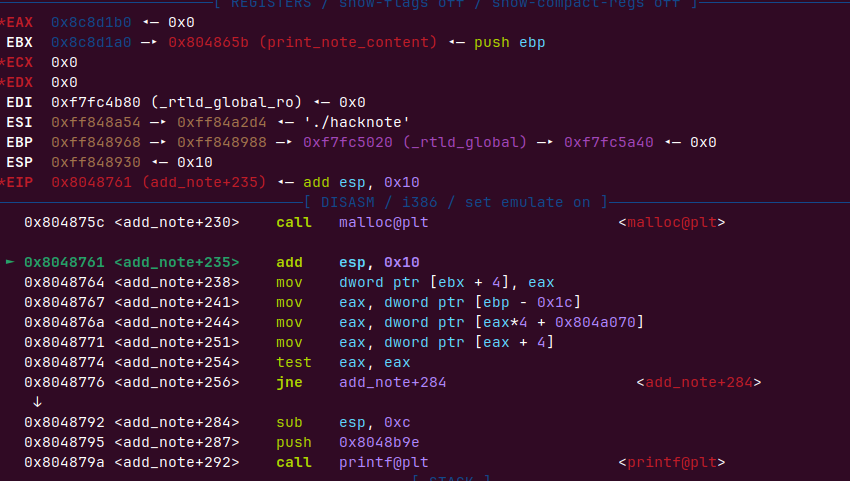 [ REGISTERS / show-flags off / show-compact-regs off ]
*EAX  0x8c8d1b0 ◂— 0x0
 EBX  0x8c8d1a0 —▸ 0x804865b (print_note_content) ◂— push ebp
*ECX  0x0
*EDX  0x0
 EDI  0xf7fc4b80 (_rtld_global_ro) ◂— 0x0
 ESI  0xff848a54 —▸ 0xff84a2d4 ◂— './hacknote'
 EBP  0xff848968 —▸ 0xff848988 —▸ 0xf7fc5020 (_rtld_global) —▸ 0xf7fc5a40 ◂— 0x0
 ESP  0xff848930 ◂— 0x10
*EIP  0x8048761 (add_note+235) ◂— add esp, 0x10
[ DISASM / i386 / set emulate on ]
0x804875c <add_note+230>    call   malloc@plt                     <malloc@plt>
► 0x8048761 <add_note+235>    add    esp, 0x10
0x8048764 <add_note+238>    mov    dword ptr [ebx + 4], eax
0x8048767 <add_note+241>    mov    eax, dword ptr [ebp - 0x1c]
0x804876a <add_note+244>    mov    eax, dword ptr [eax*4 + 0x804a070]
0x8048771 <add_note+251>    mov    eax, dword ptr [eax + 4]
0x8048774 <add_note+254>    test   eax, eax
0x8048776 <add_note+256>    jne    add_note+284                     <add_note+284>
↓
0x8048792 <add_note+284>    sub    esp, 0xc
0x8048795 <add_note+287>    push   0x8048b9e
0x804879a <add_note+292>    call   printf@plt                     <printf@plt>
[ STACK ]